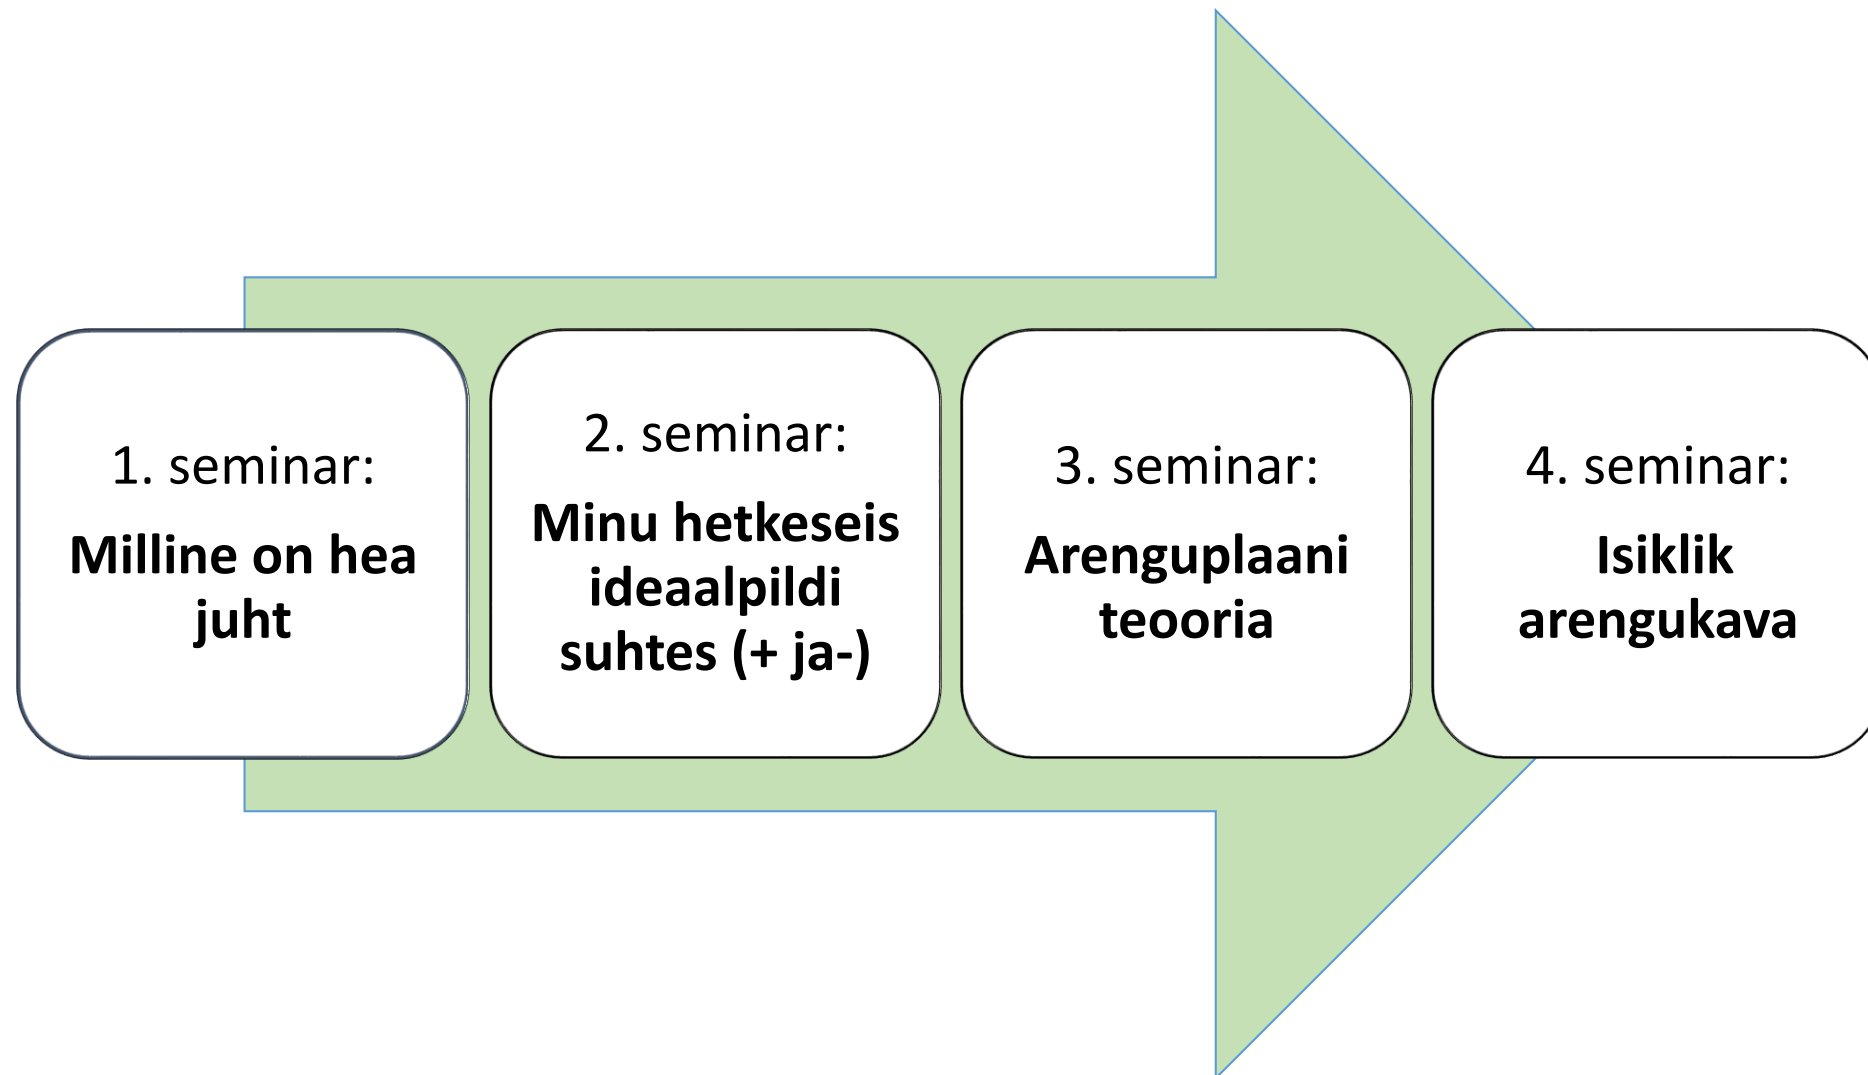 1. seminar:
Milline on hea
juht
2. seminar:
Minu hetkeseis
ideaalpildi
suhtes (+ ja-)
3. seminar:
Arenguplaani
teooria
4. seminar:
Isiklik
arengukava